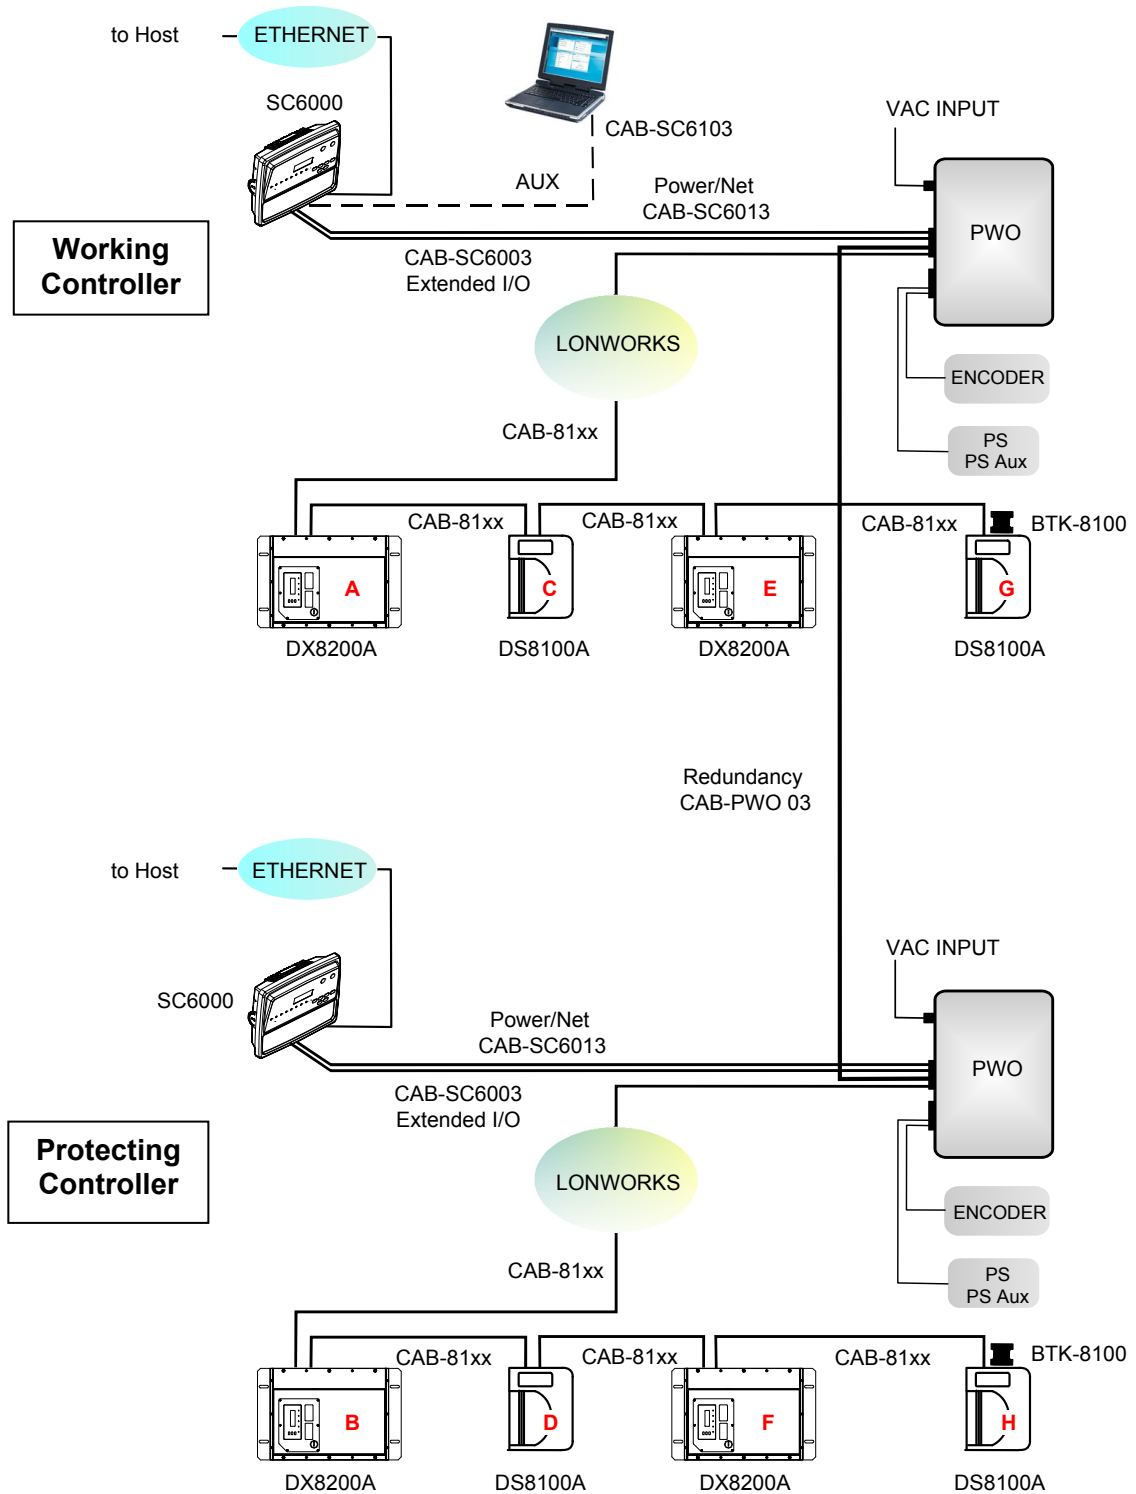 to Host
ETHERNET
SC6000
CAB-SC6103
VAC INPUT
AUX
Power/Net
CAB-SC6013
Working
Controller
CAB-SC6003
Extended I/O
PWO
LONWORKS
ENCODER
CAB-81xx
PS
PS Aux
CAB-81xx
CAB-81xx
CAB-81xx
BTK-8100
A
C
E
G
DX8200A
DS8100A
DX8200A
DS8100A
Redundancy
CAB-PWO 03
to Host
ETHERNET
VAC INPUT
SC6000
Power/Net
CAB-SC6013
PWO
CAB-SC6003
Extended I/O
Protecting
Controller
LONWORKS
ENCODER
CAB-81xx
PS
PS Aux
CAB-81xx
CAB-81xx
CAB-81xx
BTK-8100
B
D
F
H
DX8200A
DS8100A
DX8200A
DS8100A